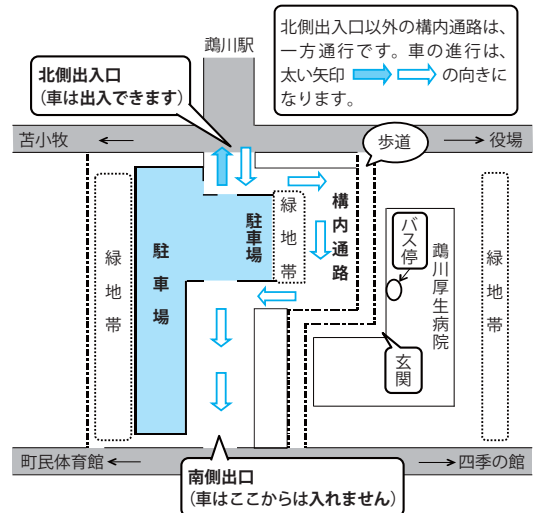 鵡川駅
北側出入口以外の構内通路は、
一方通行です。車の進行は、
太い矢印 の向きに
なります。
北側出入口
(車は出入できます)
苫小牧
歩道
役場
緑地帯
駐車場
駐車場
緑地帯
構内通路
バス停
鵡川厚生病院
玄関
緑地帯
町民体育館
南側出口
(車はここからは入れません)
四季の館